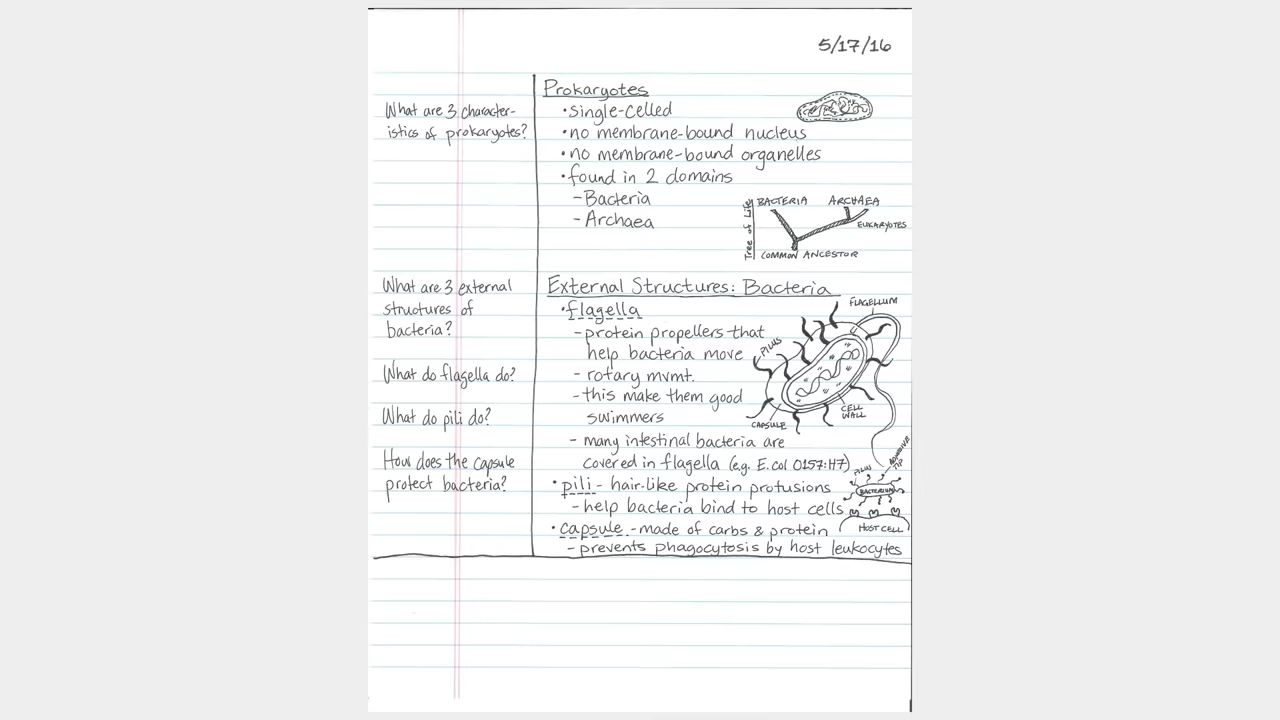 5/17/16
What are 3 character-
istics of prokaryotes?
Prokaryotes
• single-celled
• no membrane-bound nucleus
• no membrane-bound organelles
• found in 2 domains
- Bacteria
- Archaea
Tree of Life
BACTERIA
ARCHAEA
EUKARYOTES
COMMON ANCESTOR
What are 3 external
structures of
bacteria?
What do flagella do?
What do pili do?
How does the capsule
protect bacteria?
External Structures: Bacteria
• flagella
- protein propellers that
help bacteria move
- rotary mvmt.
- this make them good
swimmers
- many intestinal bacteria are
covered in flagella (e.g. E.col O157:H7)
• pili - hair-like protein protusions
- help bacteria bind to host cells
• capsule - made of carbs & protein
- prevents phagocytosis by host leukocytes
FLAGELLUM
PILUS
CELL
WALL
CAPSULE
PILUS
ADHESIVE
TIP
BACTERIUM
HOST CELL